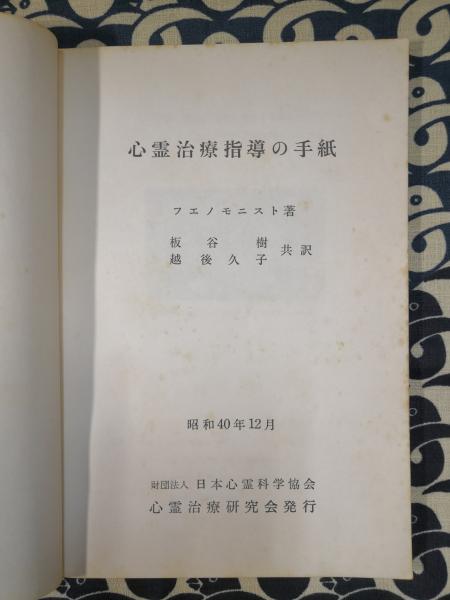 心霊治療指導の手紙
フエノモニスト著
板谷樹
越後久子 共訳
昭和40年12月
財団法人 日本心霊科学協会
心霊治療研究会発行